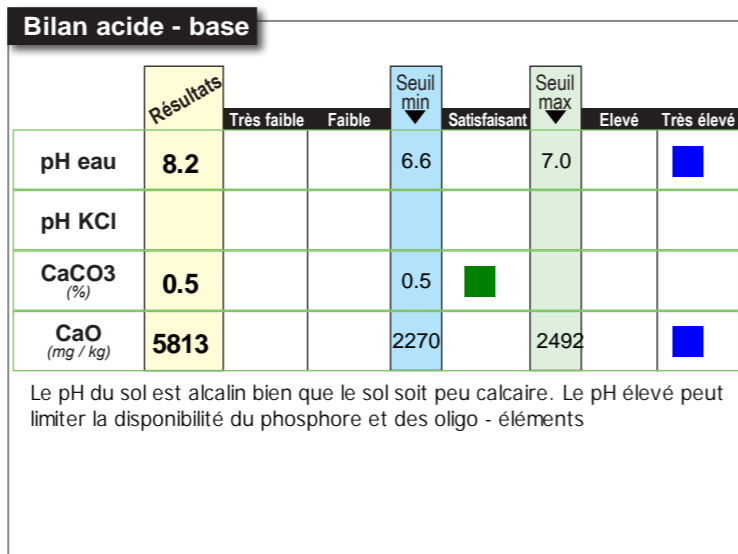 Bilan acide - base
Résultats
Très faible
Faible
Seuil
min
Satisfaisant
Seuil
max
Elevé
Très élevé
pH eau
8.2
6.6
7.0
pH KCl
CaCO3
(%)
0.5
0.5
CaO
(mg / kg)
5813
2270
2492
Le pH du sol est alcalin bien que le sol soit peu calcaire. Le pH élevé peut
limiter la disponibilité du phosphore et des oligo - éléments